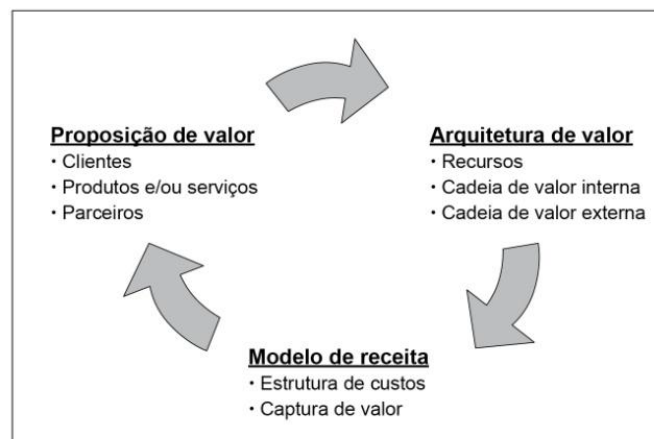 Proposição de valor
· Clientes
· Produtos e/ou serviços
· Parceiros
Arquitetura de valor
· Recursos
· Cadeia de valor interna
· Cadeia de valor externa
Modelo de receita
· Estrutura de custos
· Captura de valor